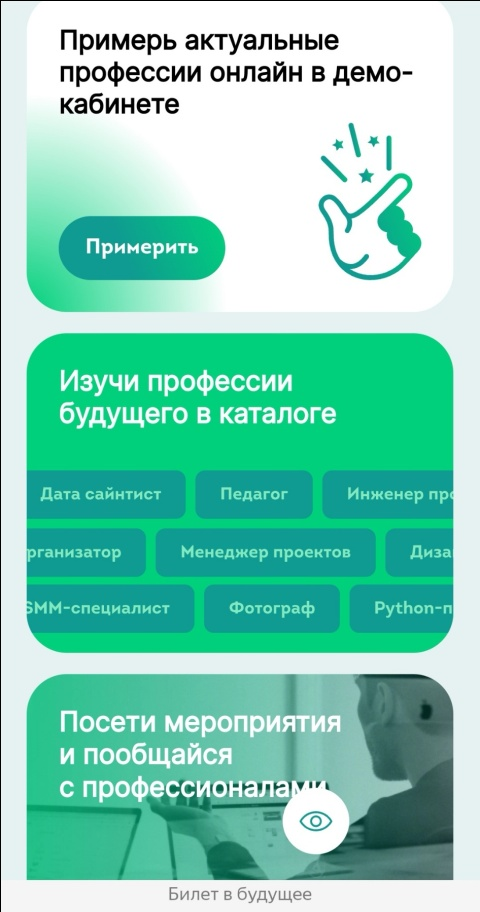 Примерь актуальные
профессии онлайн в демо-
кабинете
Примерить
Изучи профессии
будущего в каталоге
Дата сайнтист Педагог Инженер про
рганизатор Менеджер проектов Диза
SMM-специалист Фотограф Python-п
Посети мероприятия
и пообщайся
с профессионалами
Билет в будущее